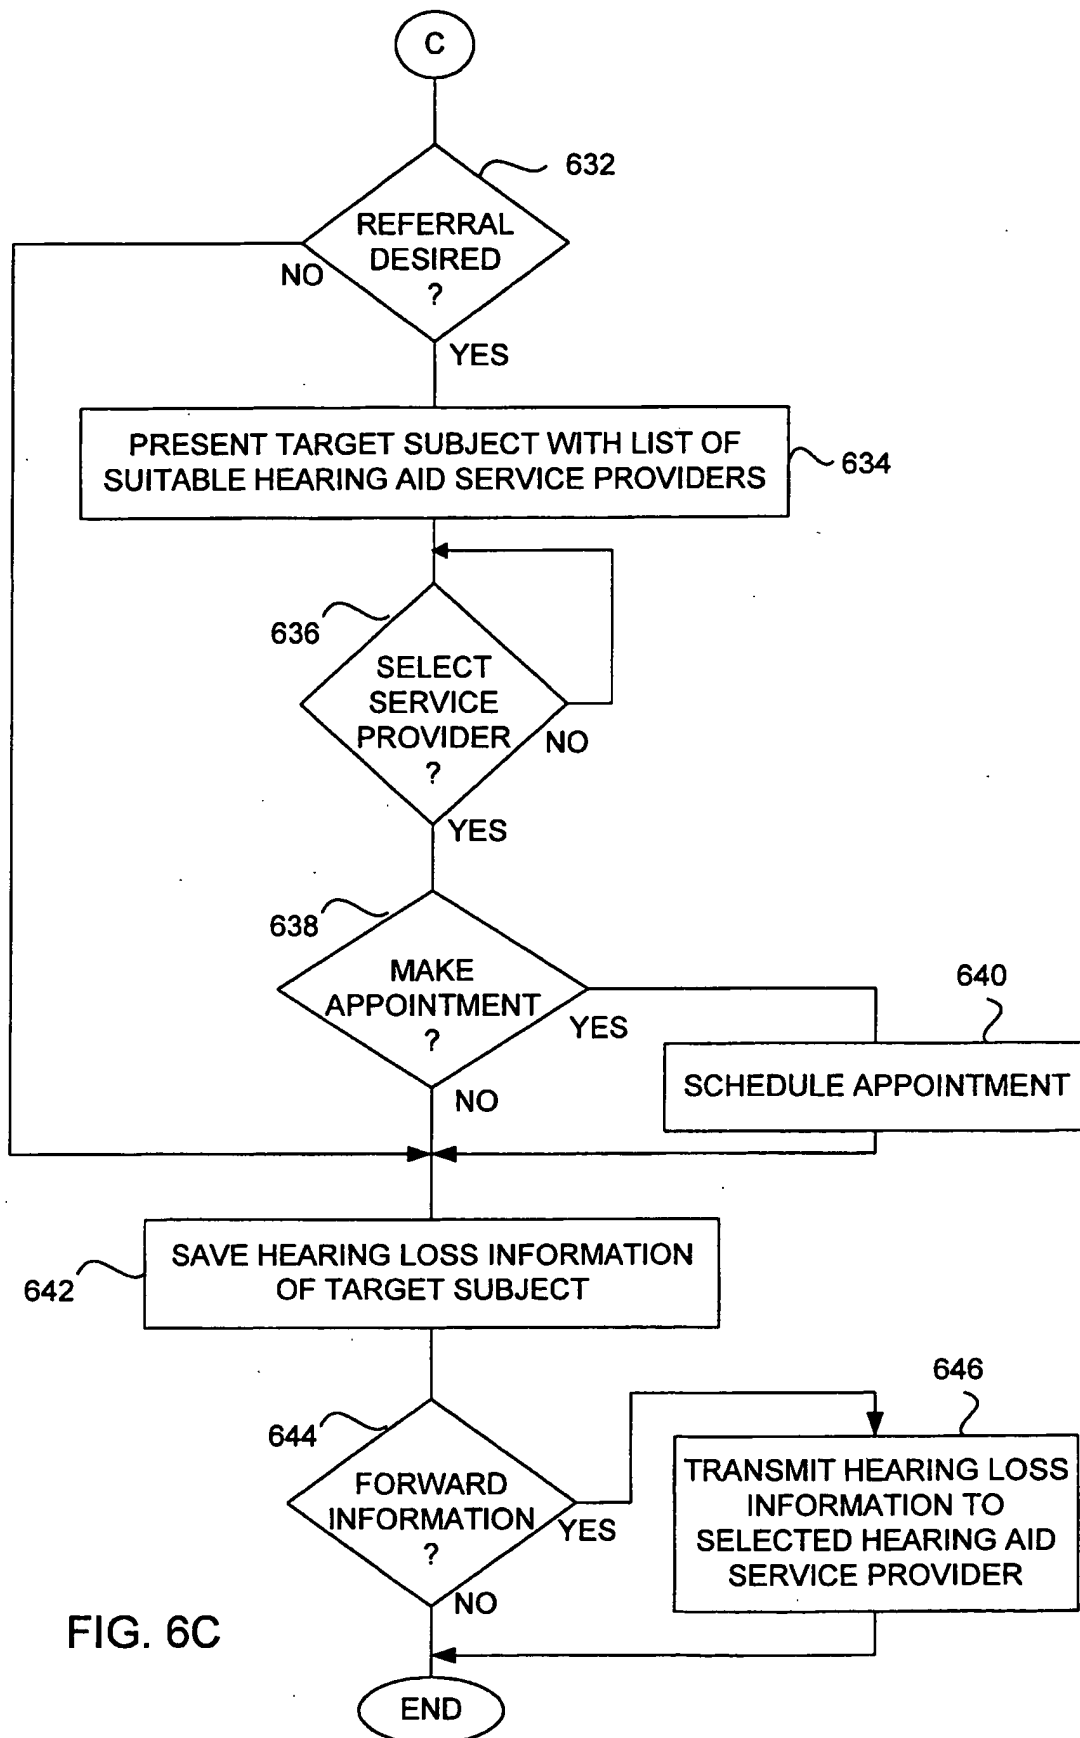 C
632
REFERRAL
DESIRED
?
NO
YES
PRESENT TARGET SUBJECT WITH LIST OF
SUITABLE HEARING AID SERVICE PROVIDERS
634
636
SELECT
SERVICE
PROVIDER
?
NO
YES
638
MAKE
APPOINTMENT
?
YES
NO
640
SCHEDULE APPOINTMENT
SAVE HEARING LOSS INFORMATION
OF TARGET SUBJECT
642
644
FORWARD
INFORMATION
?
YES
NO
646
TRANSMIT HEARING LOSS
INFORMATION TO
SELECTED HEARING AID
SERVICE PROVIDER
FIG. 6C
END